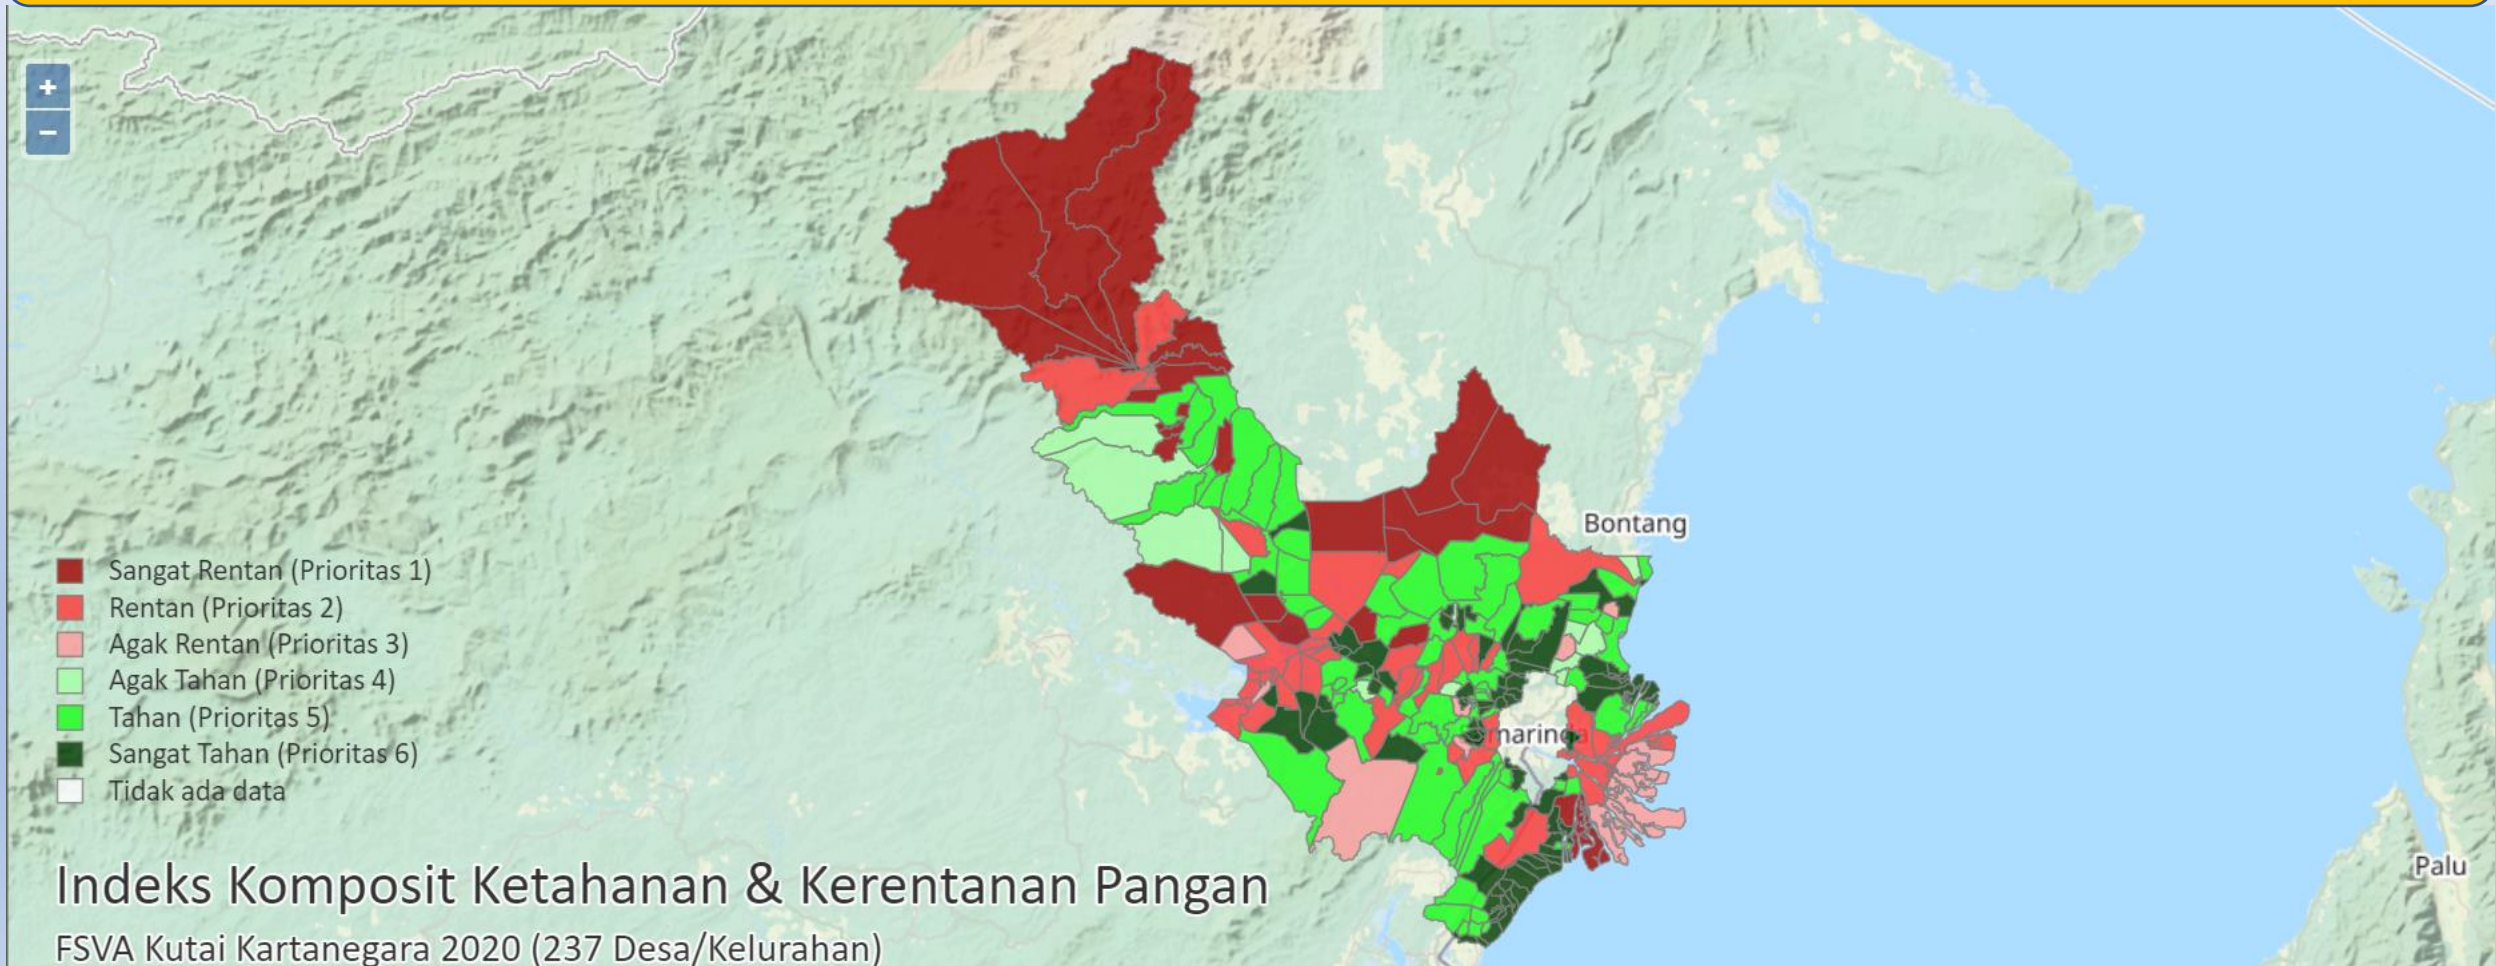 +
−
Bontang
Sangat Rentan (Prioritas 1)
Rentan (Prioritas 2)
Agak Rentan (Prioritas 3)
Agak Tahan (Prioritas 4)
Tahan (Prioritas 5)
Sangat Tahan (Prioritas 6)
Tidak ada data
marinda
Palu
Indeks Komposit Ketahanan & Kerentanan Pangan
FSVA Kutai Kartanegara 2020 (237 Desa/Kelurahan)